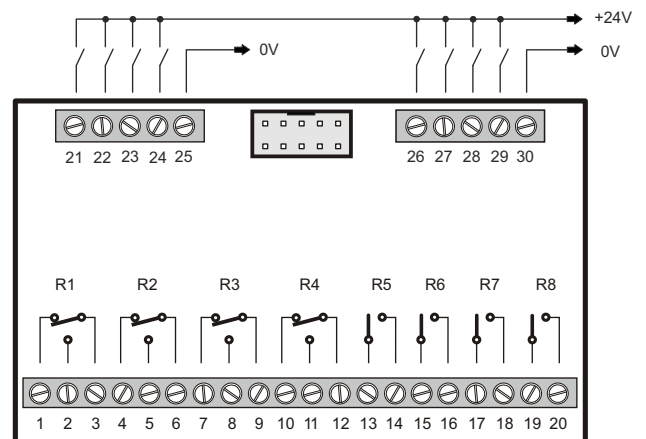 +24V
0V 0V
21 22 23 24 25 26 27 28 29 30
R1 R2 R3 R4 R5 R6 R7 R8
1 2 3 4 5 6 7 8 9 10 11 12 13 14 15 16 17 18 19 20